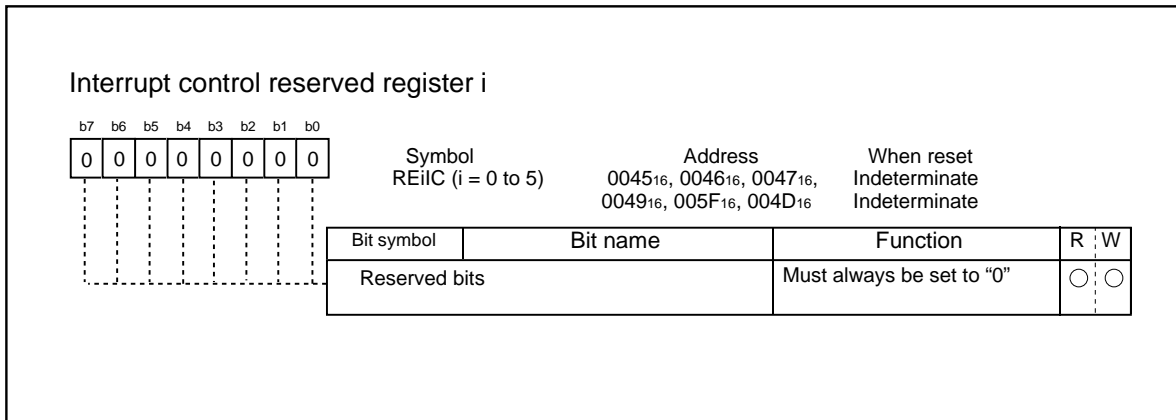 Interrupt control reserved register i
b7 b6 b5 b4 b3 b2 b1 b0
0 0 0 0 0 0 0 0
Symbol Address When reset
REiIC (i = 0 to 5) 004516, 004616, 004716, Indeterminate
004916, 005F16, 004D16 Indeterminate
Bit symbol Bit name Function R W
Reserved bits Must always be set to “0” ○ ○